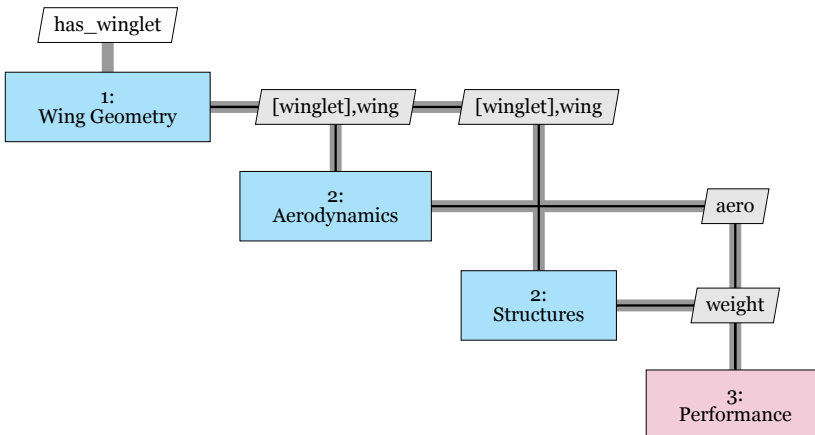 has_winglet
1:
Wing Geometry
[winglet],wing
[winglet],wing
2:
Aerodynamics
aero
2:
Structures
weight
3:
Performance